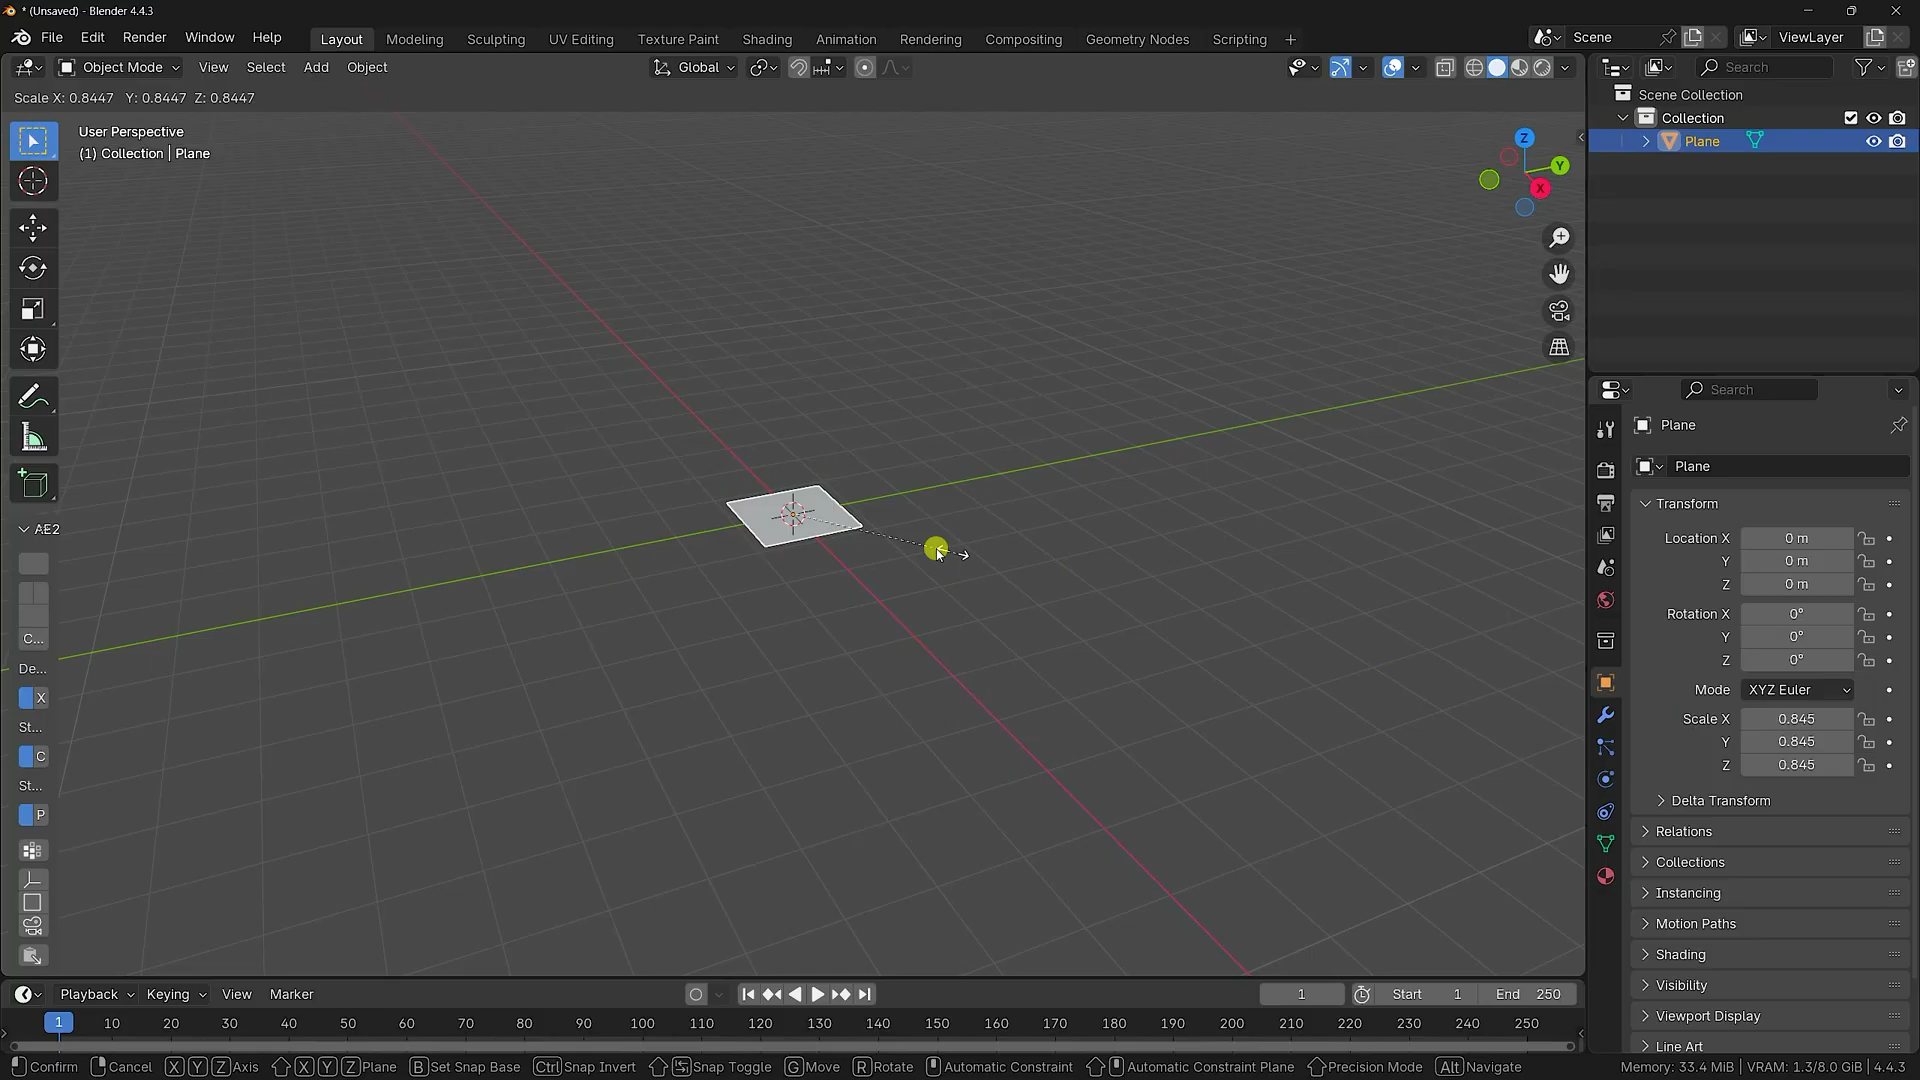 * (Unsaved) - Blender 4.4.3
File Edit Render Window Help
Layout Modeling Sculpting UV Editing Texture Paint Shading Animation Rendering Compositing Geometry Nodes Scripting +
Scene
ViewLayer
Object Mode View Select Add Object
Global
Search
Scale X: 0.8447 Y: 0.8447 Z: 0.8447
User Perspective
(1) Collection | Plane
Z
Y
X
Scene Collection
Collection
Plane
Search
Plane
Plane
Transform
Location X 0 m
Y 0 m
Z 0 m
Rotation X 0°
Y 0°
Z 0°
Mode XYZ Euler
Scale X 0.845
Y 0.845
Z 0.845
Delta Transform
Relations
Collections
Instancing
Motion Paths
Shading
Visibility
Viewport Display
Line Art
AE2
C...
De...
X
St...
C
St...
P
Playback Keying View Marker
1
Start 1
End 250
1 10 20 30 40 50 60 70 80 90 100 110 120 130 140 150 160 170 180 190 200 210 220 230 240 250
Confirm Cancel X Y Z Axis X Y Z Plane B Set Snap Base Ctrl Snap Invert Snap Toggle G Move R Rotate Automatic Constraint Automatic Constraint Plane Precision Mode Alt Navigate
Memory: 33.4 MiB | VRAM: 1.3/8.0 GiB | 4.4.3